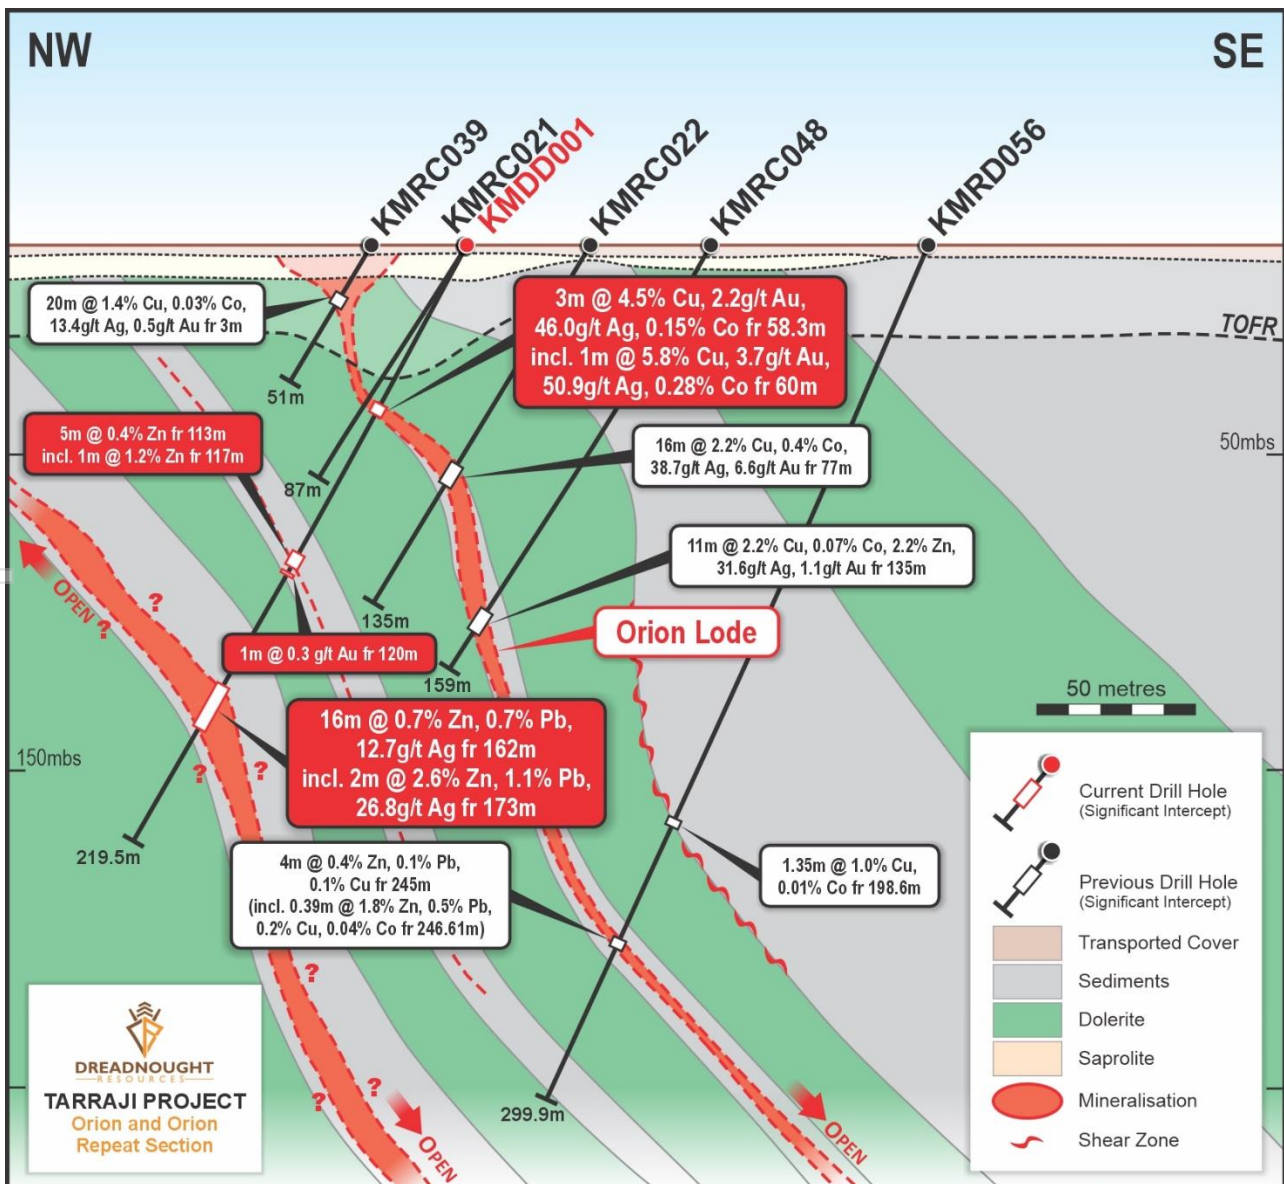 NW
SE
KMRC039
KMRC021
KMDD001
KMRC022
KMRC048
KMRD056
20m @ 1.4% Cu, 0.03% Co,
13.4g/t Ag, 0.5g/t Au fr 3m
3m @ 4.5% Cu, 2.2g/t Au,
46.0g/t Ag, 0.15% Co fr 58.3m
incl. 1m @ 5.8% Cu, 3.7g/t Au,
50.9g/t Ag, 0.28% Co fr 60m
TOFR
51m
5m @ 0.4% Zn fr 113m
incl. 1m @ 1.2% Zn fr 117m
16m @ 2.2% Cu, 0.4% Co,
38.7g/t Ag, 6.6g/t Au fr 77m
50mbs
87m
11m @ 2.2% Cu, 0.07% Co, 2.2% Zn,
31.6g/t Ag, 1.1g/t Au fr 135m
OPEN
?
?
135m
Orion Lode
1m @ 0.3 g/t Au fr 120m
159m
50 metres
16m @ 0.7% Zn, 0.7% Pb,
12.7g/t Ag fr 162m
incl. 2m @ 2.6% Zn, 1.1% Pb,
26.8g/t Ag fr 173m
150mbs
?
?
219.5m
4m @ 0.4% Zn, 0.1% Pb,
0.1% Cu fr 245m
(incl. 0.39m @ 1.8% Zn, 0.5% Pb,
0.2% Cu, 0.04% Co fr 246.61m)
1.35m @ 1.0% Cu,
0.01% Co fr 198.6m
?
?
?
?
299.9m
OPEN
OPEN
Current Drill Hole
(Significant Intercept)
Previous Drill Hole
(Significant Intercept)
Transported Cover
Sediments
Dolerite
Saprolite
Mineralisation
Shear Zone
DREADNOUGHT
RESOURCES
TARRAJI PROJECT
Orion and Orion
Repeat Section